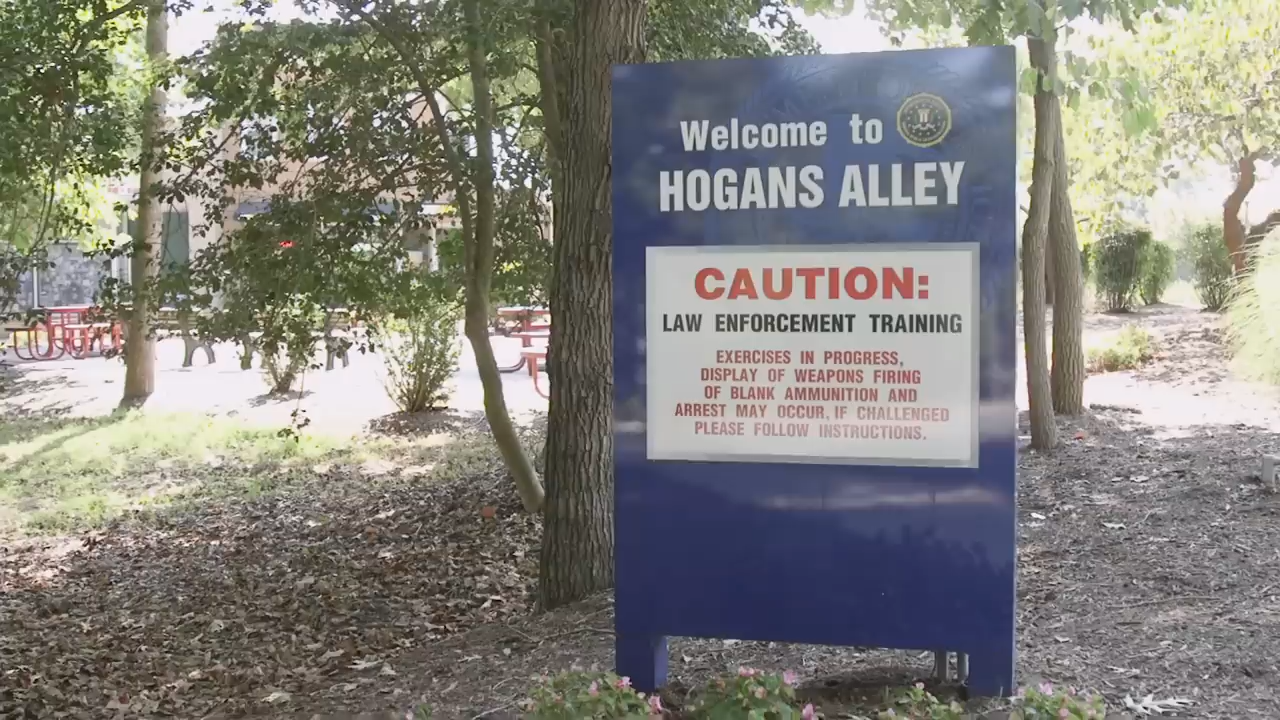 Welcome to
HOGANS ALLEY
CAUTION:
LAW ENFORCEMENT TRAINING
EXERCISES IN PROGRESS,
DISPLAY OF WEAPONS FIRING
OF BLANK AMMUNITION AND
ARREST MAY OCCUR, IF CHALLENGED
PLEASE FOLLOW INSTRUCTIONS.